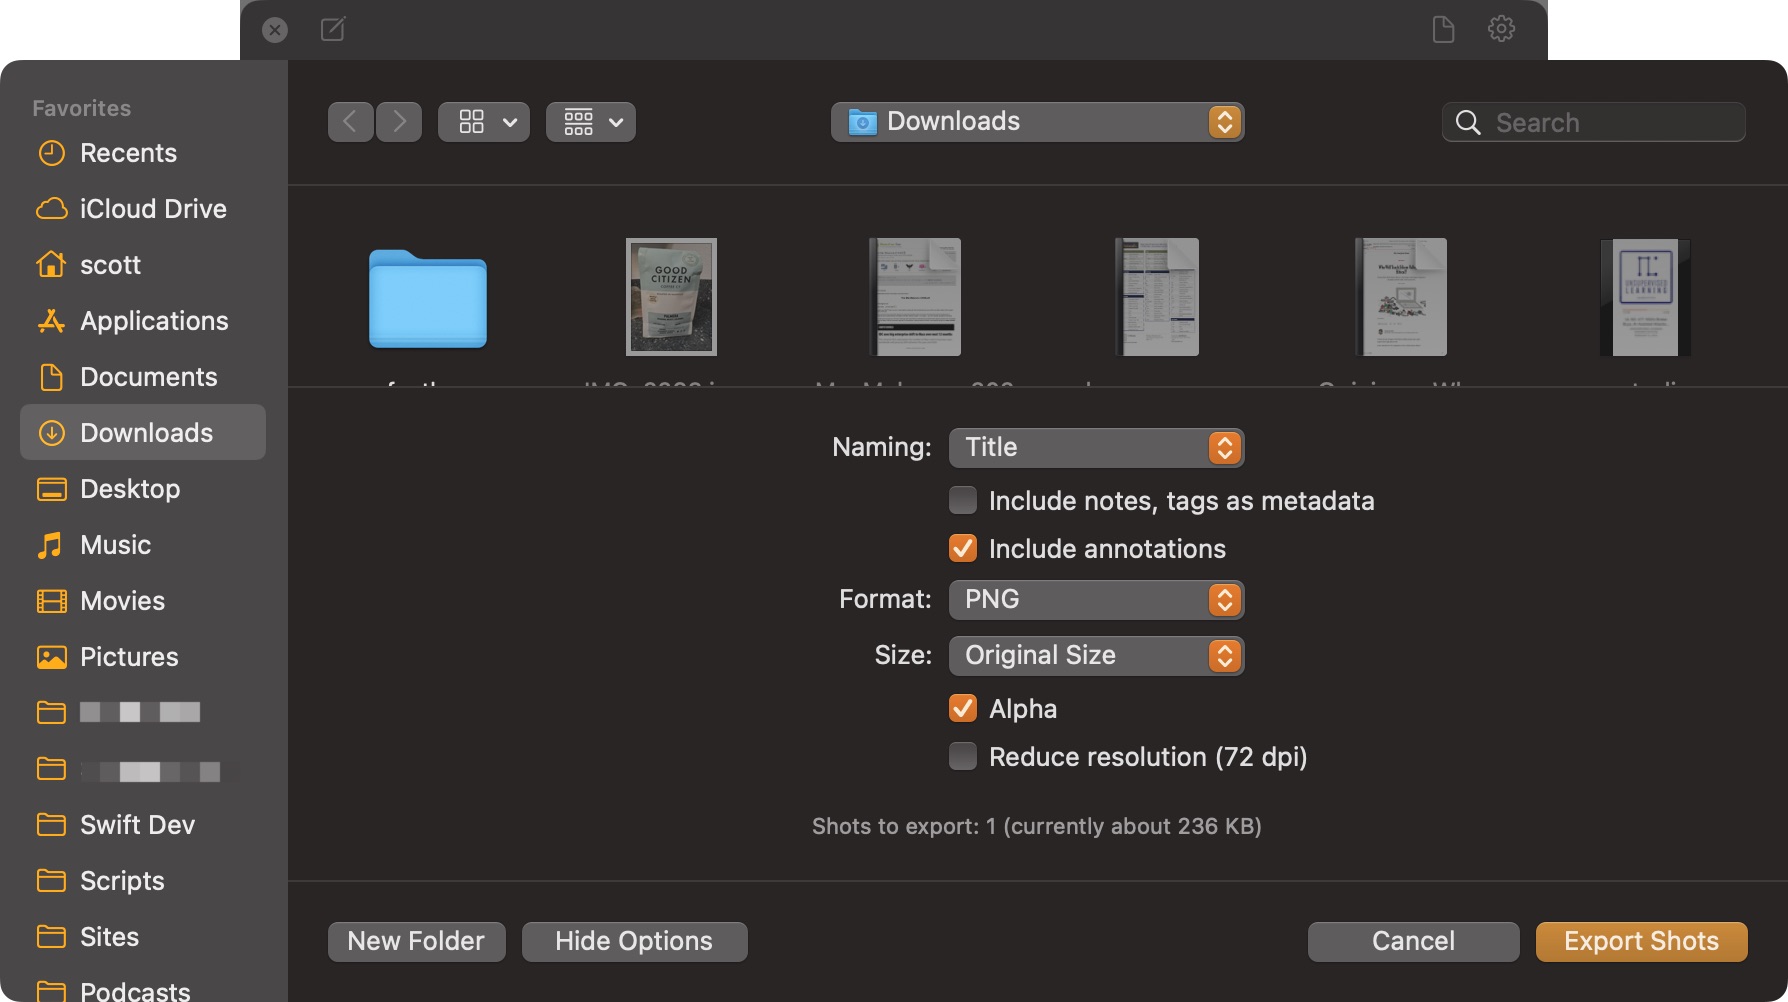 Favorites
Recents
iCloud Drive
scott
Applications
Documents
Downloads
Desktop
Music
Movies
Pictures
Swift Dev
Scripts
Sites
Podcasts
Downloads
Search
GOOD
CITIZEN
UNSUPERVISED
LEARNING
Naming: Title
Include notes, tags as metadata
Include annotations
Format: PNG
Size: Original Size
Alpha
Reduce resolution (72 dpi)
Shots to export: 1 (currently about 236 KB)
New Folder
Hide Options
Cancel
Export Shots